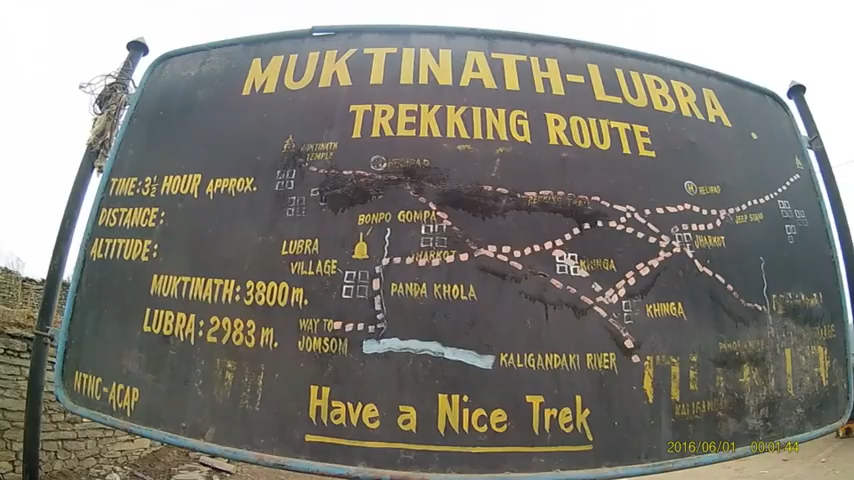 MUKTINATH-LUBRA
TREKKING ROUTE
MUKTINATH
TEMPLE
HELIPAD
TIME: 3½ HOUR APPROX.
DISTANCE:
ALTITUDE:
MUKTINATH: 3800 m.
LUBRA: 2983 m.
NTNC-ACAP
BONPO GOMPA
LUBRA
VILLAGE
JHARKOT
PANDA KHOLA
WAY TO
JOMSOM
KALIGANDAKI RIVER
KHINGA
KHINGA
JHARKOT
H HELIPAD
JEEP STAND
Have a Nice Trek
2016/06/01 00:01:44